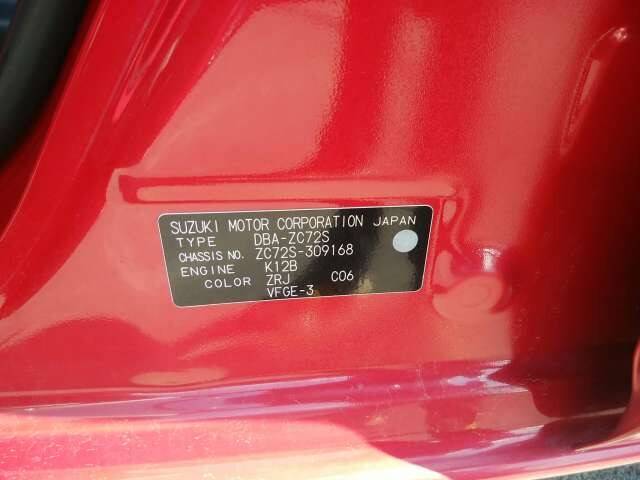 SUZUKI MOTOR CORPORATION JAPAN
TYPE DBA-ZC72S
CHASSIS NO. ZC72S-309168
ENGINE K12B
COLOR ZRJ C06
VFGE-3